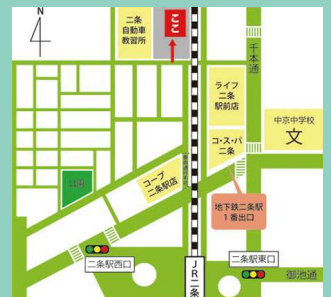 N
二条
自動車
教習所
ここ
千本通
ライフ
二条
駅前店
中京中学校
文
コ・ス・パ
二条
コープ
二条駅店
地下鉄二条駅
1番出口
二条駅西口
二条駅東口
JR二条
御池通